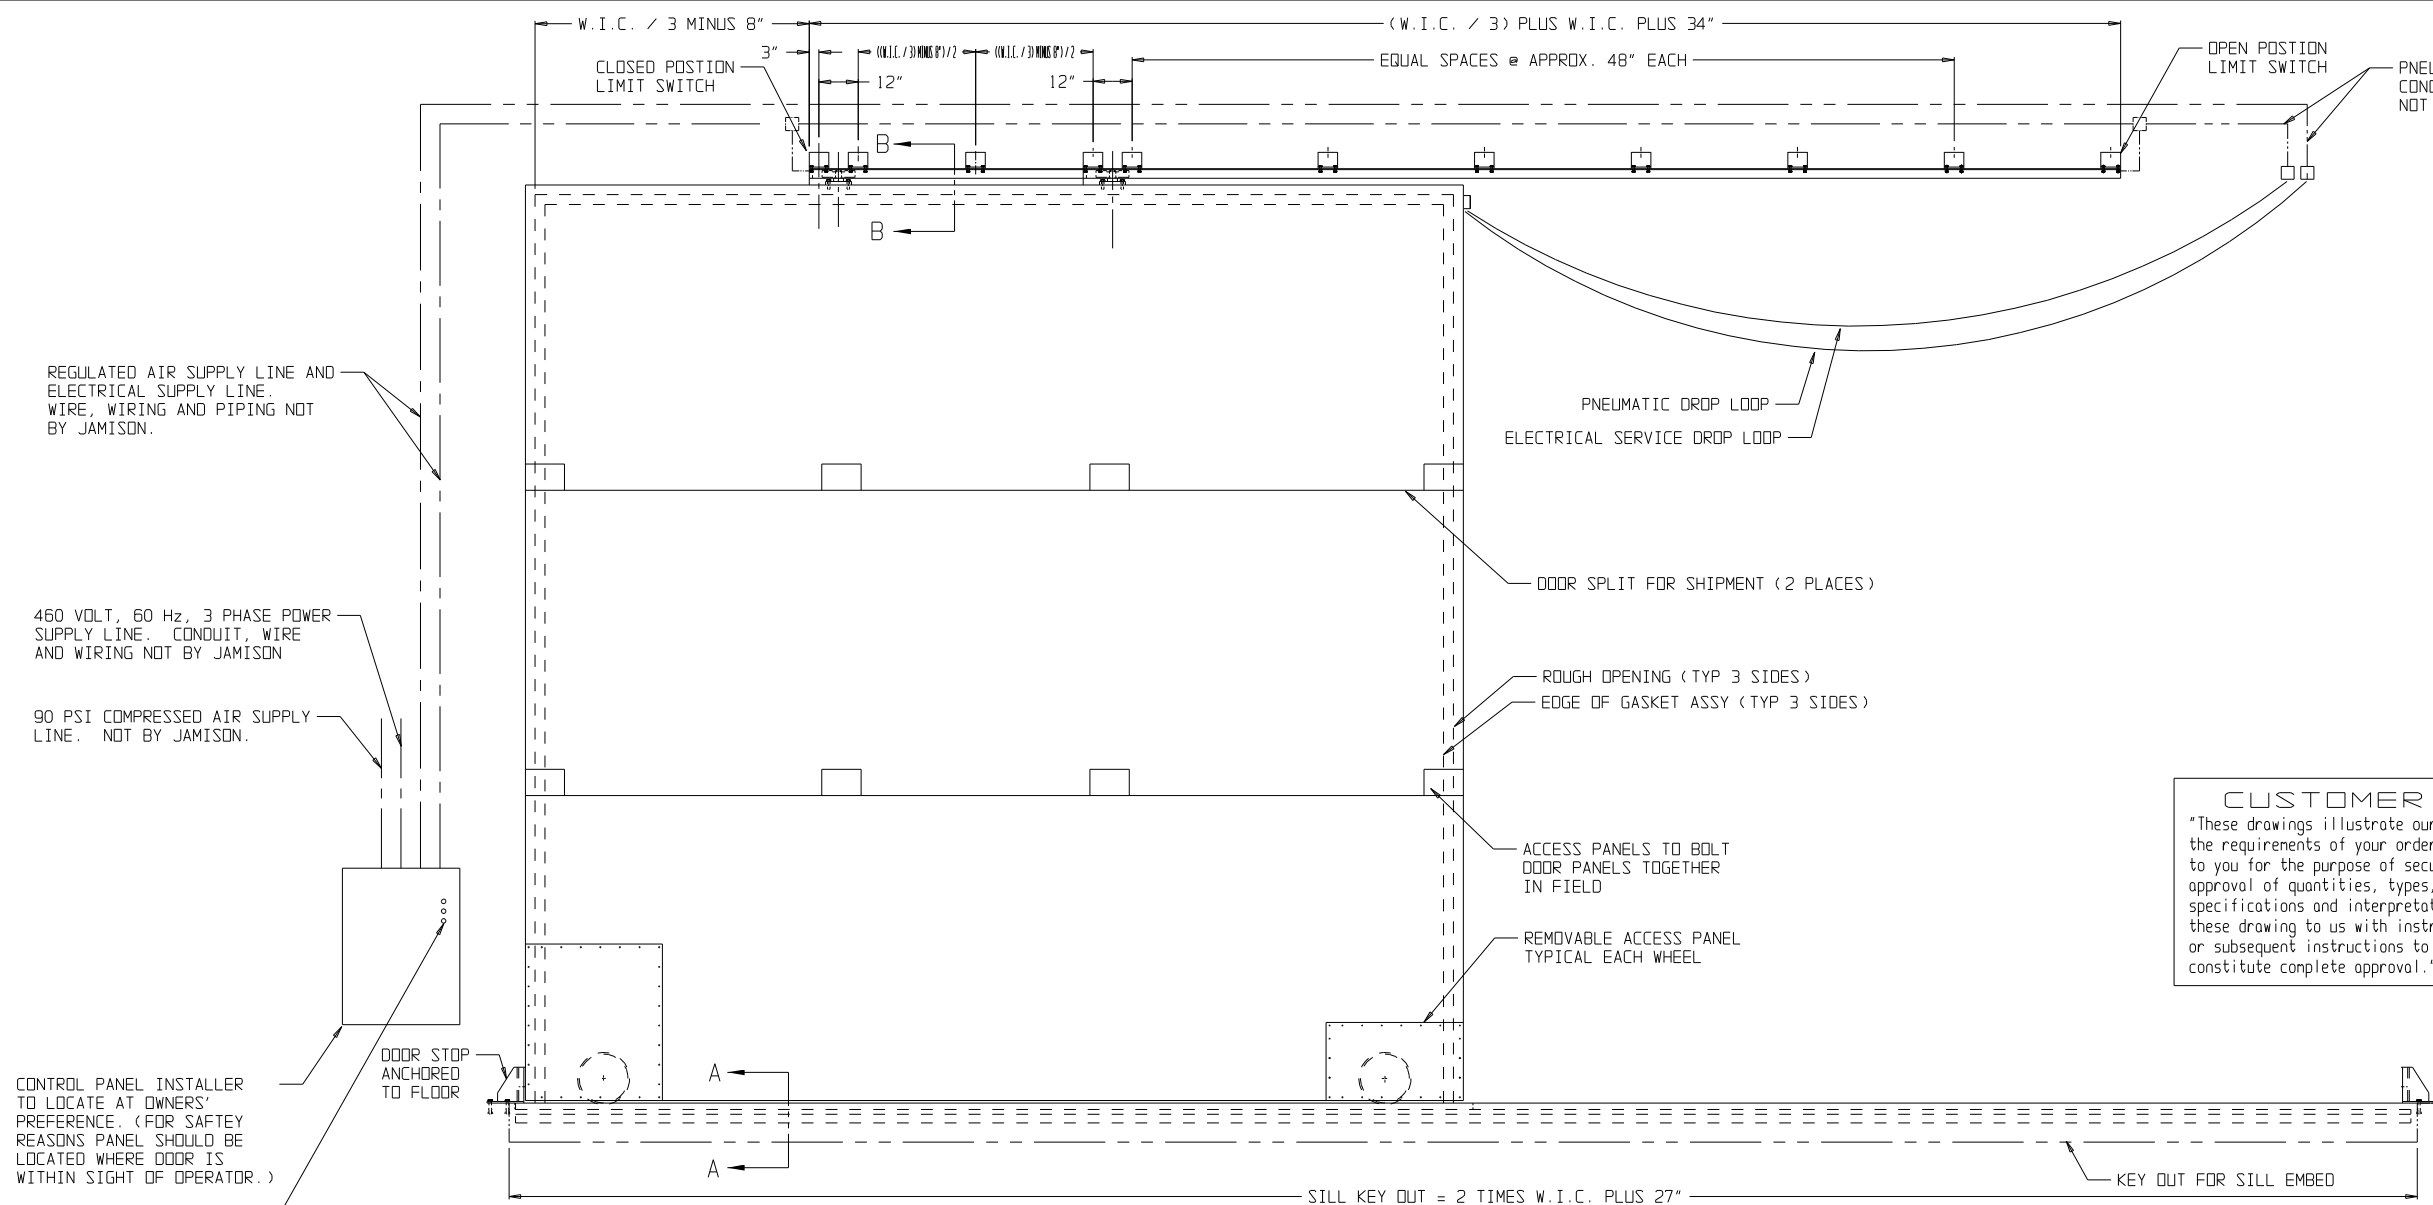 W.I.C. / 3 MINUS 8"
(W.I.C. / 3) PLUS W.I.C. PLUS 34"
3"
((W.I.C. / 3) MINUS 8") / 2
((W.I.C. / 3) MINUS 8") / 2
EQUAL SPACES @ APPROX. 48" EACH
12"
12"
CLOSED POSTION
LIMIT SWITCH
OPEN POSTION
LIMIT SWITCH
NOT
B
B
REGULATED AIR SUPPLY LINE AND
ELECTRICAL SUPPLY LINE.
WIRE, WIRING AND PIPING NOT
BY JAMISON.
PNEUMATIC DROP LOOP
ELECTRICAL SERVICE DROP LOOP
DOOR SPLIT FOR SHIPMENT (2 PLACES)
460 VOLT, 60 Hz, 3 PHASE POWER
SUPPLY LINE. CONDUIT, WIRE
AND WIRING NOT BY JAMISON
ROUGH OPENING (TYP 3 SIDES)
EDGE OF GASKET ASSY (TYP 3 SIDES)
90 PSI COMPRESSED AIR SUPPLY
LINE. NOT BY JAMISON.
ACCESS PANELS TO BOLT
DOOR PANELS TOGETHER
IN FIELD
REMOVABLE ACCESS PANEL
TYPICAL EACH WHEEL
CUSTOMER
"These drawings illustrate our
the requirements of your order
to you for the purpose of
approval of quantities, types,
specifications and
these drawing to us with
or subsequent instructions to
constitute complete approval."
DOOR STOP
ANCHORED
TO FLOOR
A
A
CONTROL PANEL INSTALLER
TO LOCATE AT OWNERS'
PREFERENCE. (FOR SAFTEY
REASONS PANEL SHOULD BE
LOCATED WHERE DOOR IS
WITHIN SIGHT OF OPERATOR.)
KEY OUT FOR SILL EMBED
SILL KEY OUT = 2 TIMES W.I.C. PLUS 27"